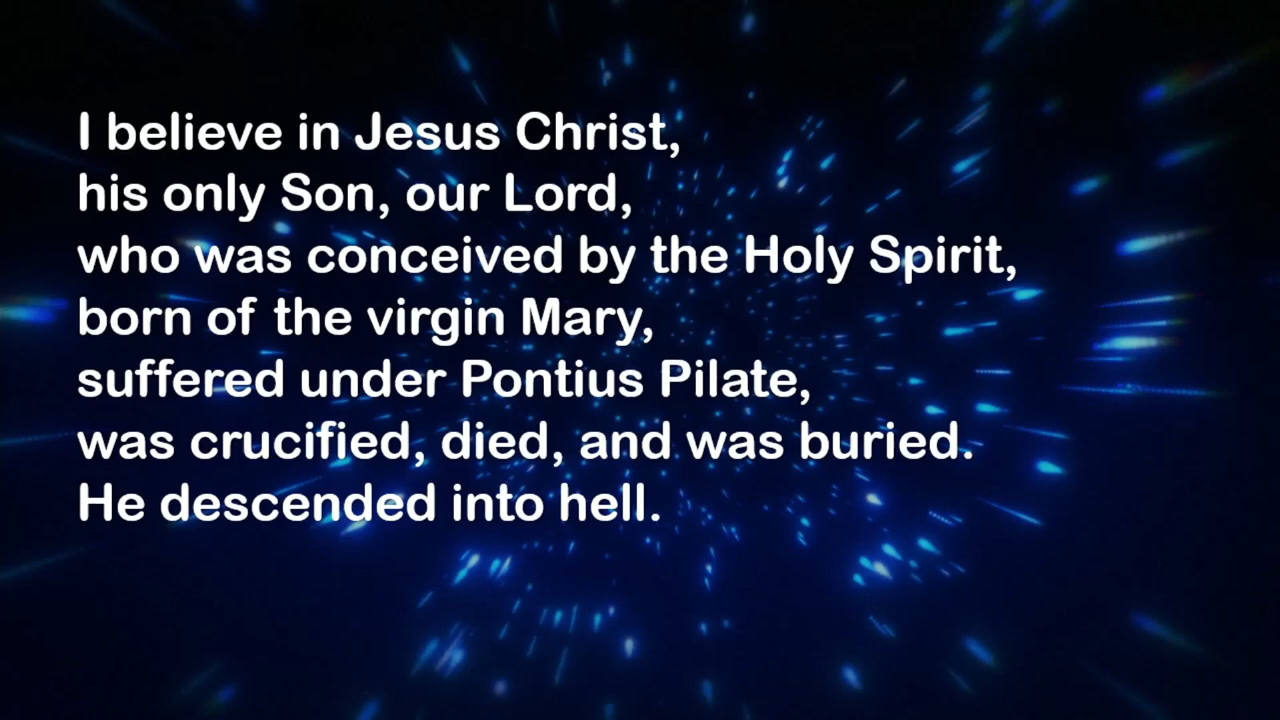 I believe in Jesus Christ,
his only Son, our Lord,
who was conceived by the Holy Spirit,
born of the virgin Mary,
suffered under Pontius Pilate,
was crucified, died, and was buried.
He descended into hell.